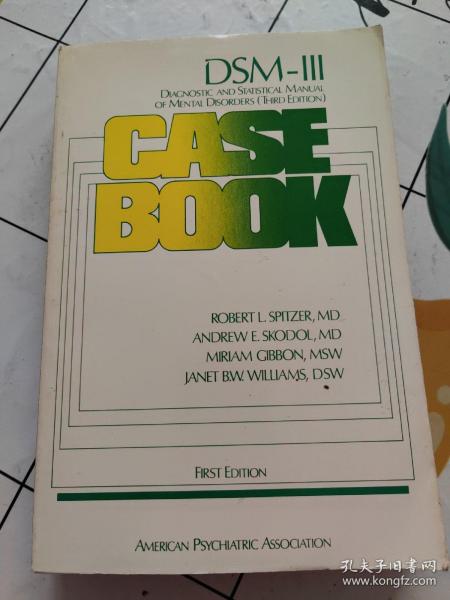 DSM-III
DIAGNOSTIC AND STATISTICAL MANUAL
OF MENTAL DISORDERS (THIRD EDITION)
CASE
BOOK
ROBERT L. SPITZER, MD
ANDREW E. SKODOL, MD
MIRIAM GIBBON, MSW
JANET B.W. WILLIAMS, DSW
FIRST EDITION
AMERICAN PSYCHIATRIC ASSOCIATION
孔夫子旧书网
www.kongfz.com